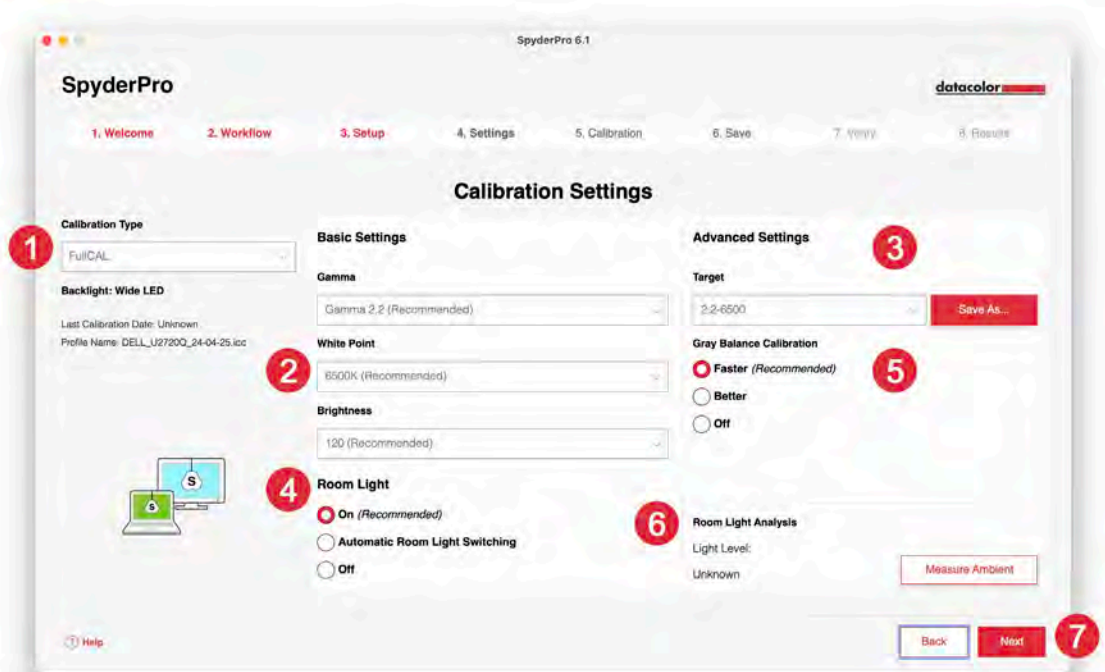 SpyderPro 6.1
SpyderPro
datacolor
1. Welcome
2. Workflow
3. Setup
4. Settings
5. Calibration
6. Save
7. Verify
8. Results
Calibration Settings
1
Calibration Type
FullCAL
Backlight: Wide LED
Last Calibration Date: Unknown
Profile Name: DELL_U2720Q_24-04-25.icc
S
S
Basic Settings
Gamma
Gamma 2.2 (Recommended)
2
White Point
6500K (Recommended)
Brightness
120 (Recommended)
4
Room Light
On (Recommended)
Automatic Room Light Switching
Off
Advanced Settings
3
Target
2.2-6500
Save As...
Gray Balance Calibration
Faster (Recommended)
5
Better
Off
6
Room Light Analysis
Light Level:
Unknown
Measure Ambient
? Help
Back
Next
7